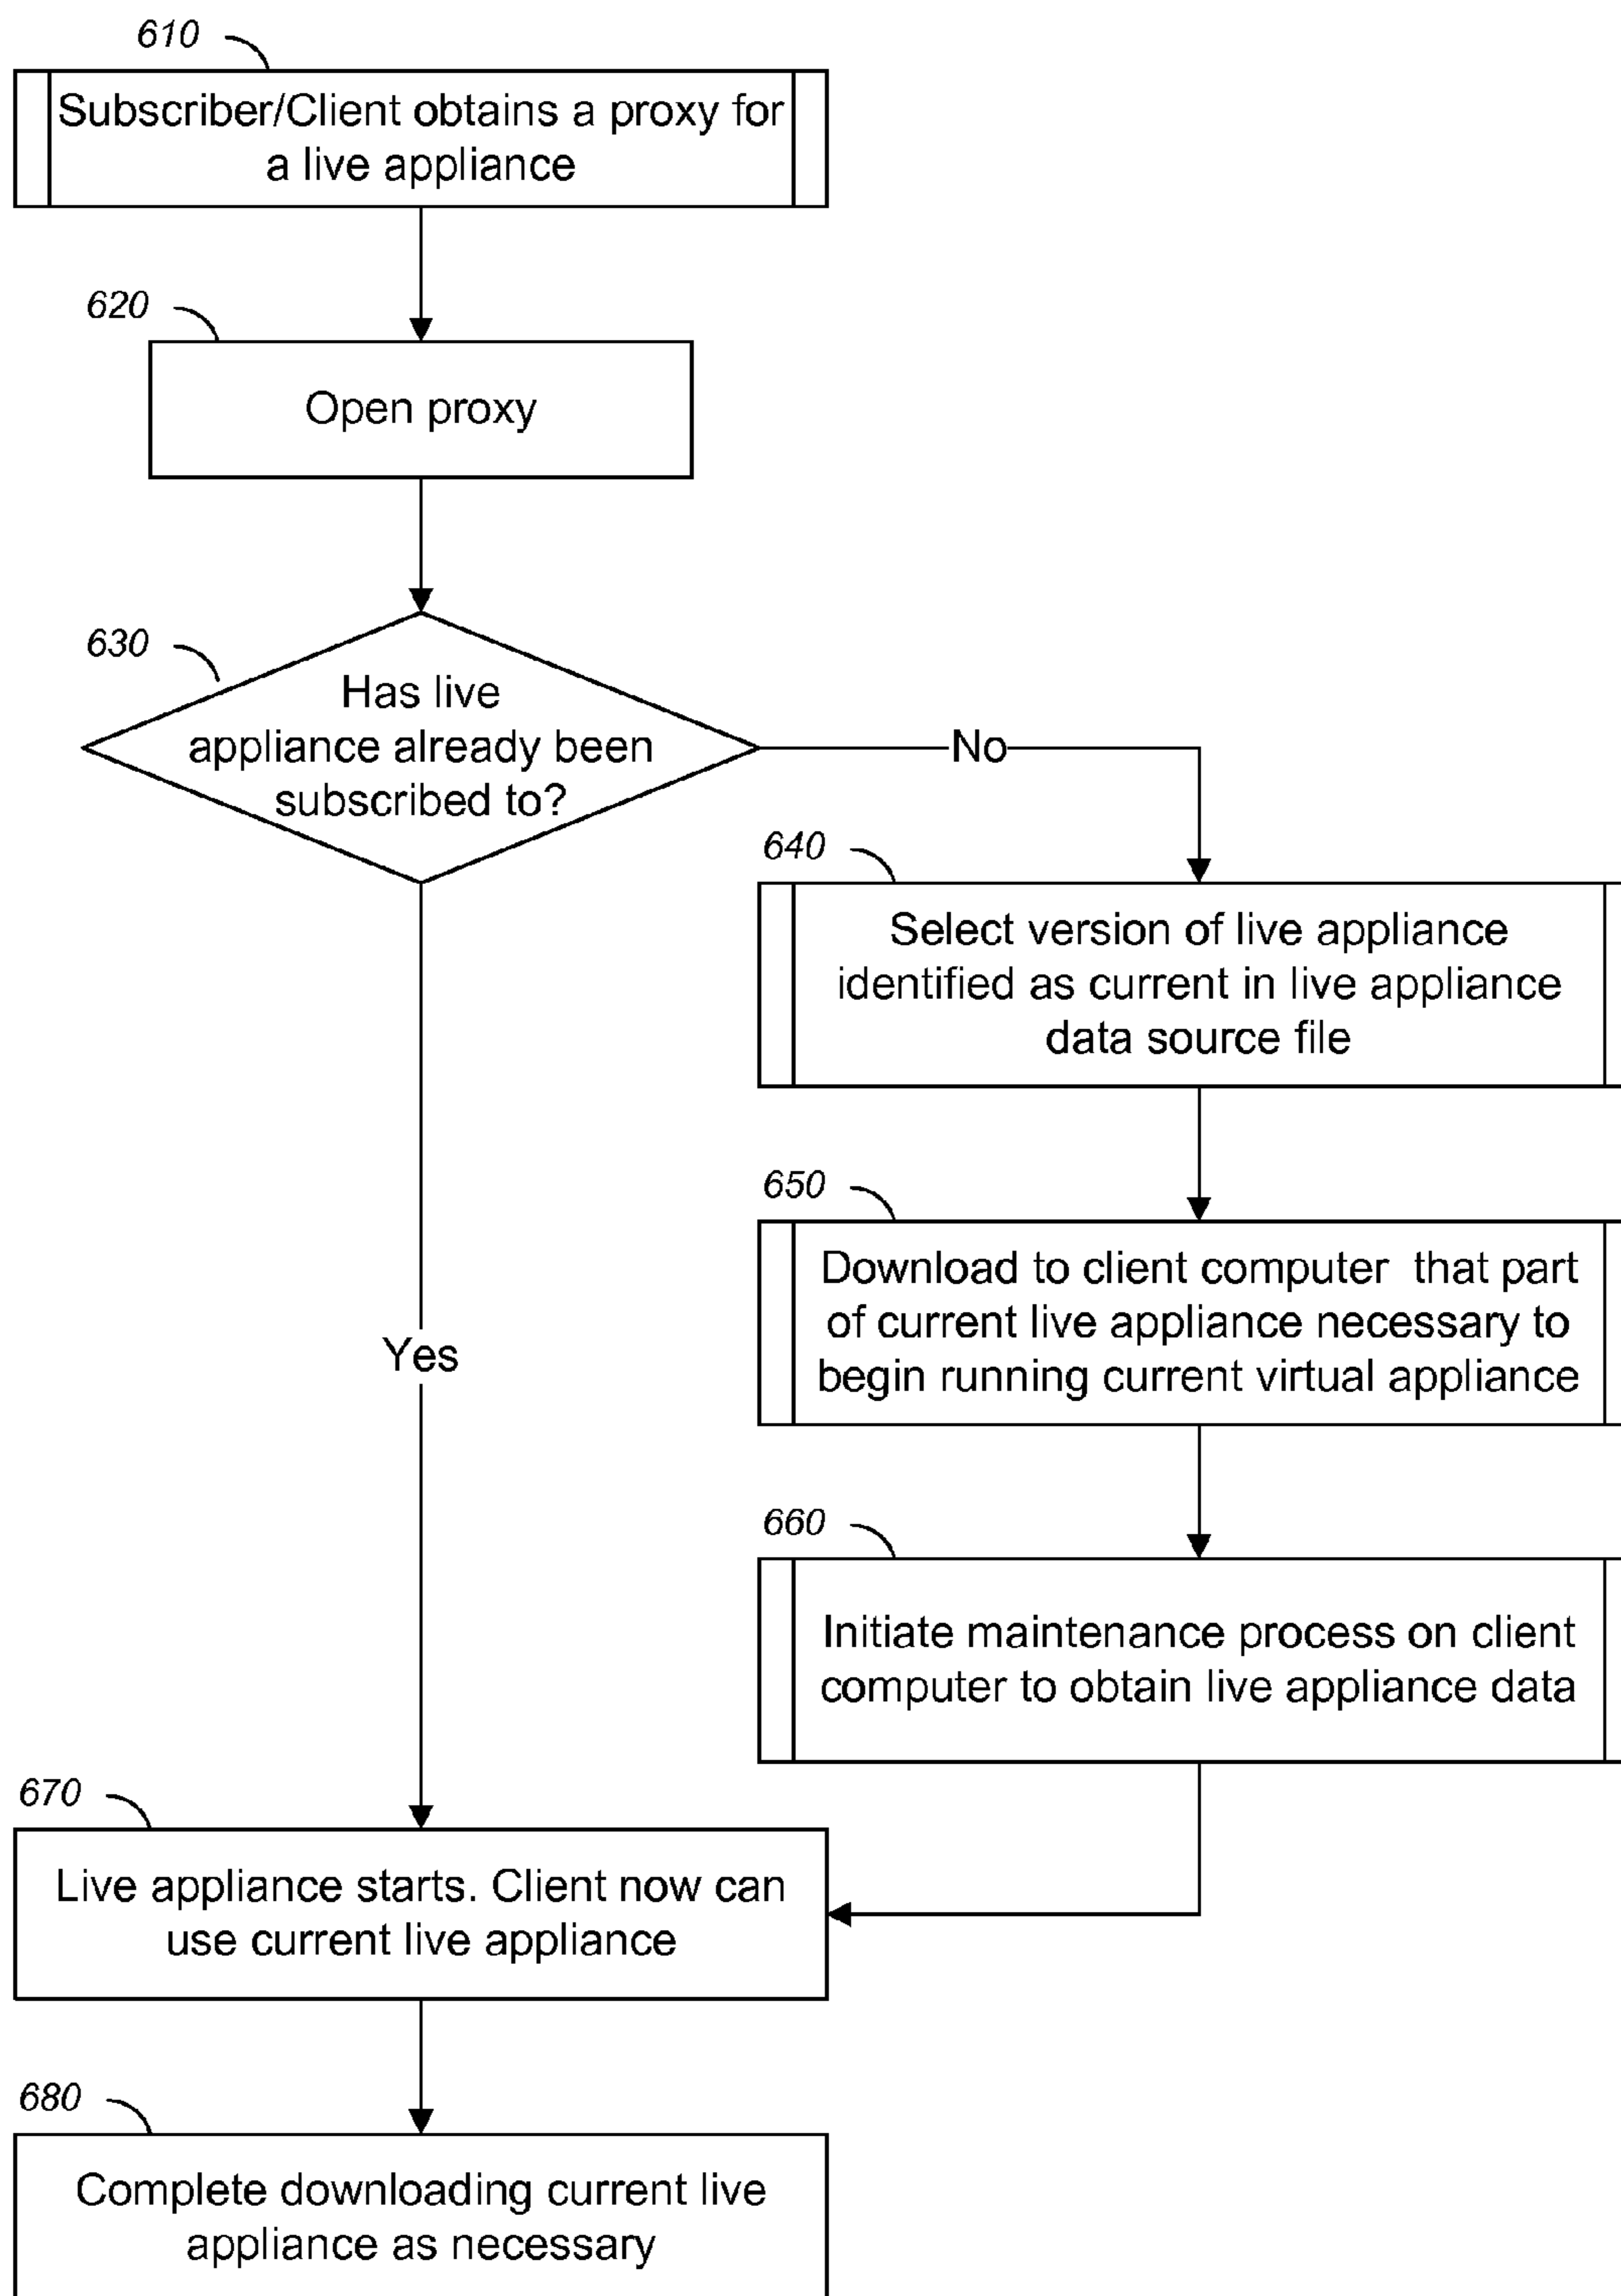 610
Subscriber/Client obtains a proxy for
a live appliance
620
Open proxy
630
Has live
appliance already been
subscribed to?
No
640
Select version of live appliance
identified as current in live appliance
data source file
650
Download to client computer that part
of current live appliance necessary to
begin running current virtual appliance
660
Initiate maintenance process on client
computer to obtain live appliance data
Yes
670
Live appliance starts. Client now can
use current live appliance
680
Complete downloading current live
appliance as necessary